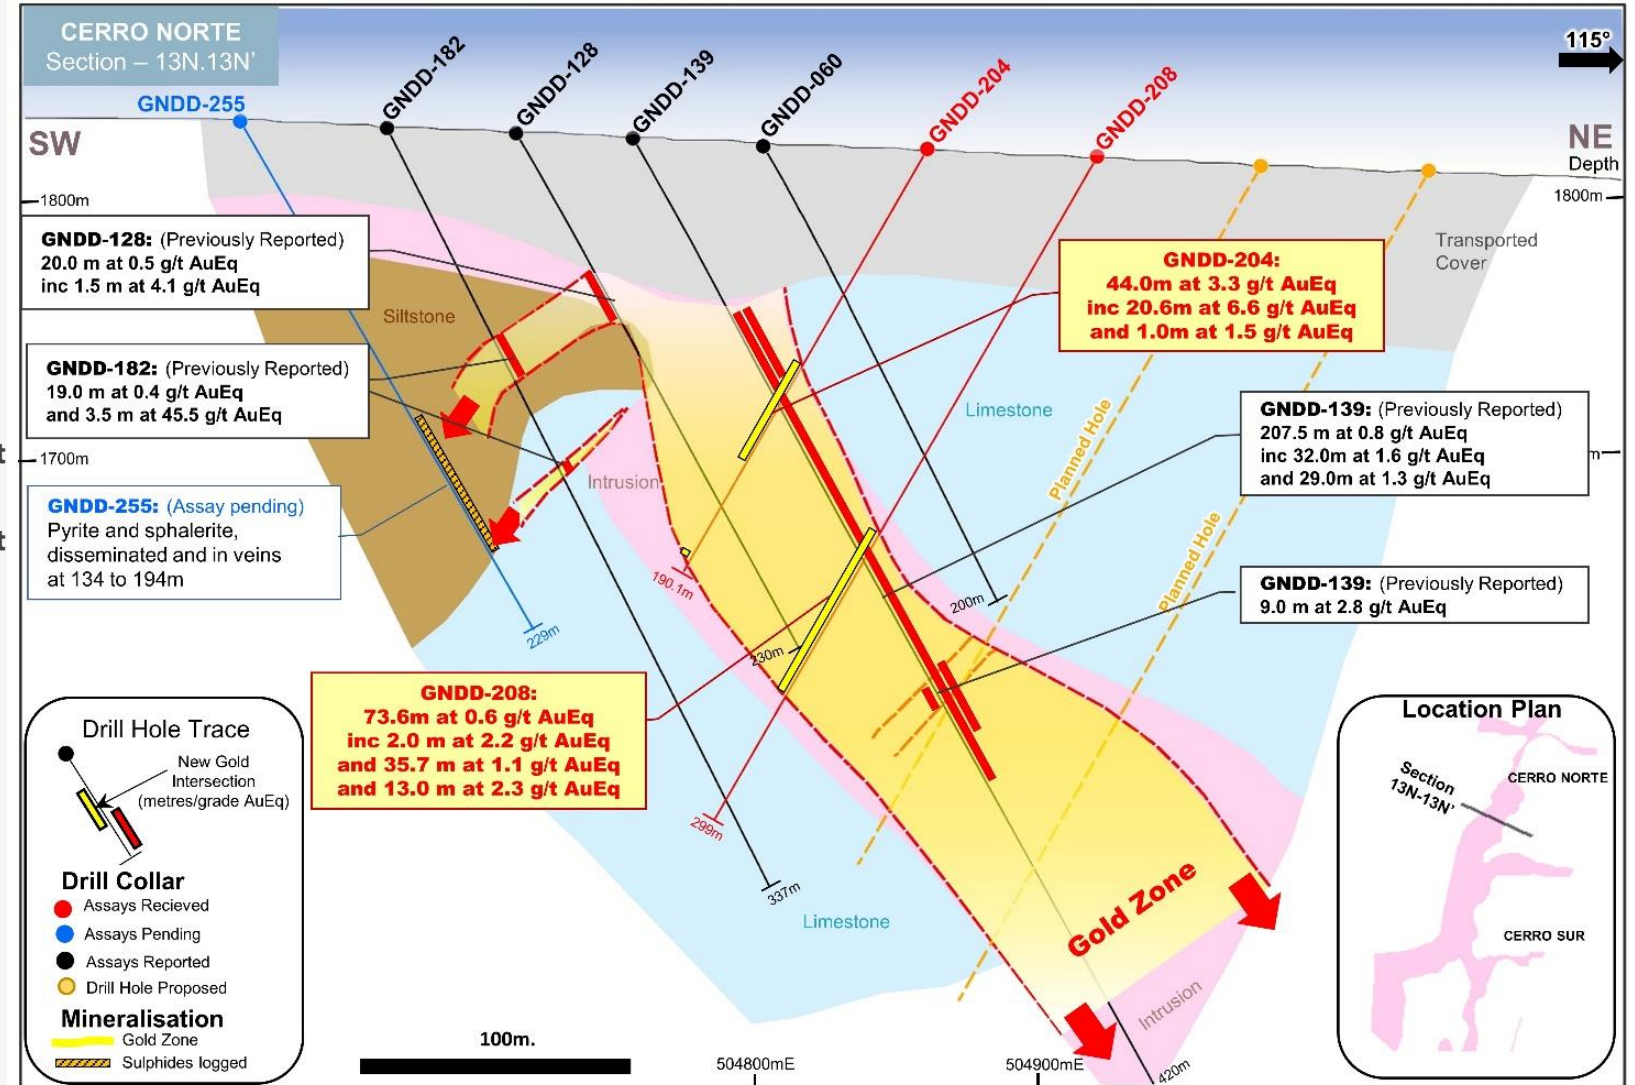 CERRO NORTE
Section – 13N.13N’
115º
GNDD-255
GNDD-182
GNDD-128
GNDD-139
GNDD-060
GNDD-204
GNDD-208
SW
NE
Depth
1800m
1800m
GNDD-128: (Previously Reported)
20.0 m at 0.5 g/t AuEq
inc 1.5 m at 4.1 g/t AuEq
Transported
Cover
GNDD-204:
44.0m at 3.3 g/t AuEq
inc 20.6m at 6.6 g/t AuEq
and 1.0m at 1.5 g/t AuEq
Siltstone
GNDD-182: (Previously Reported)
19.0 m at 0.4 g/t AuEq
and 3.5 m at 45.5 g/t AuEq
Limestone
GNDD-139: (Previously Reported)
207.5 m at 0.8 g/t AuEq
inc 32.0m at 1.6 g/t AuEq
and 29.0m at 1.3 g/t AuEq
t
1700m
m
Planned Hole
Intrusion
GNDD-255: (Assay pending)
Pyrite and sphalerite,
disseminated and in veins
at 134 to 194m
t
Planned Hole
190.1m
200m
GNDD-139: (Previously Reported)
9.0 m at 2.8 g/t AuEq
229m
230m
GNDD-208:
73.6m at 0.6 g/t AuEq
inc 2.0 m at 2.2 g/t AuEq
and 35.7 m at 1.1 g/t AuEq
and 13.0 m at 2.3 g/t AuEq
299m
337m
Limestone
Gold Zone
Intrusion
420m
Drill Hole Trace
New Gold
Intersection
(metres/grade AuEq)
Drill Collar
Assays Recieved
Assays Pending
Assays Reported
Drill Hole Proposed
Mineralisation
Gold Zone
Sulphides logged
100m.
504800mE
504900mE
Location Plan
Section
13N-13N’
CERRO NORTE
CERRO SUR